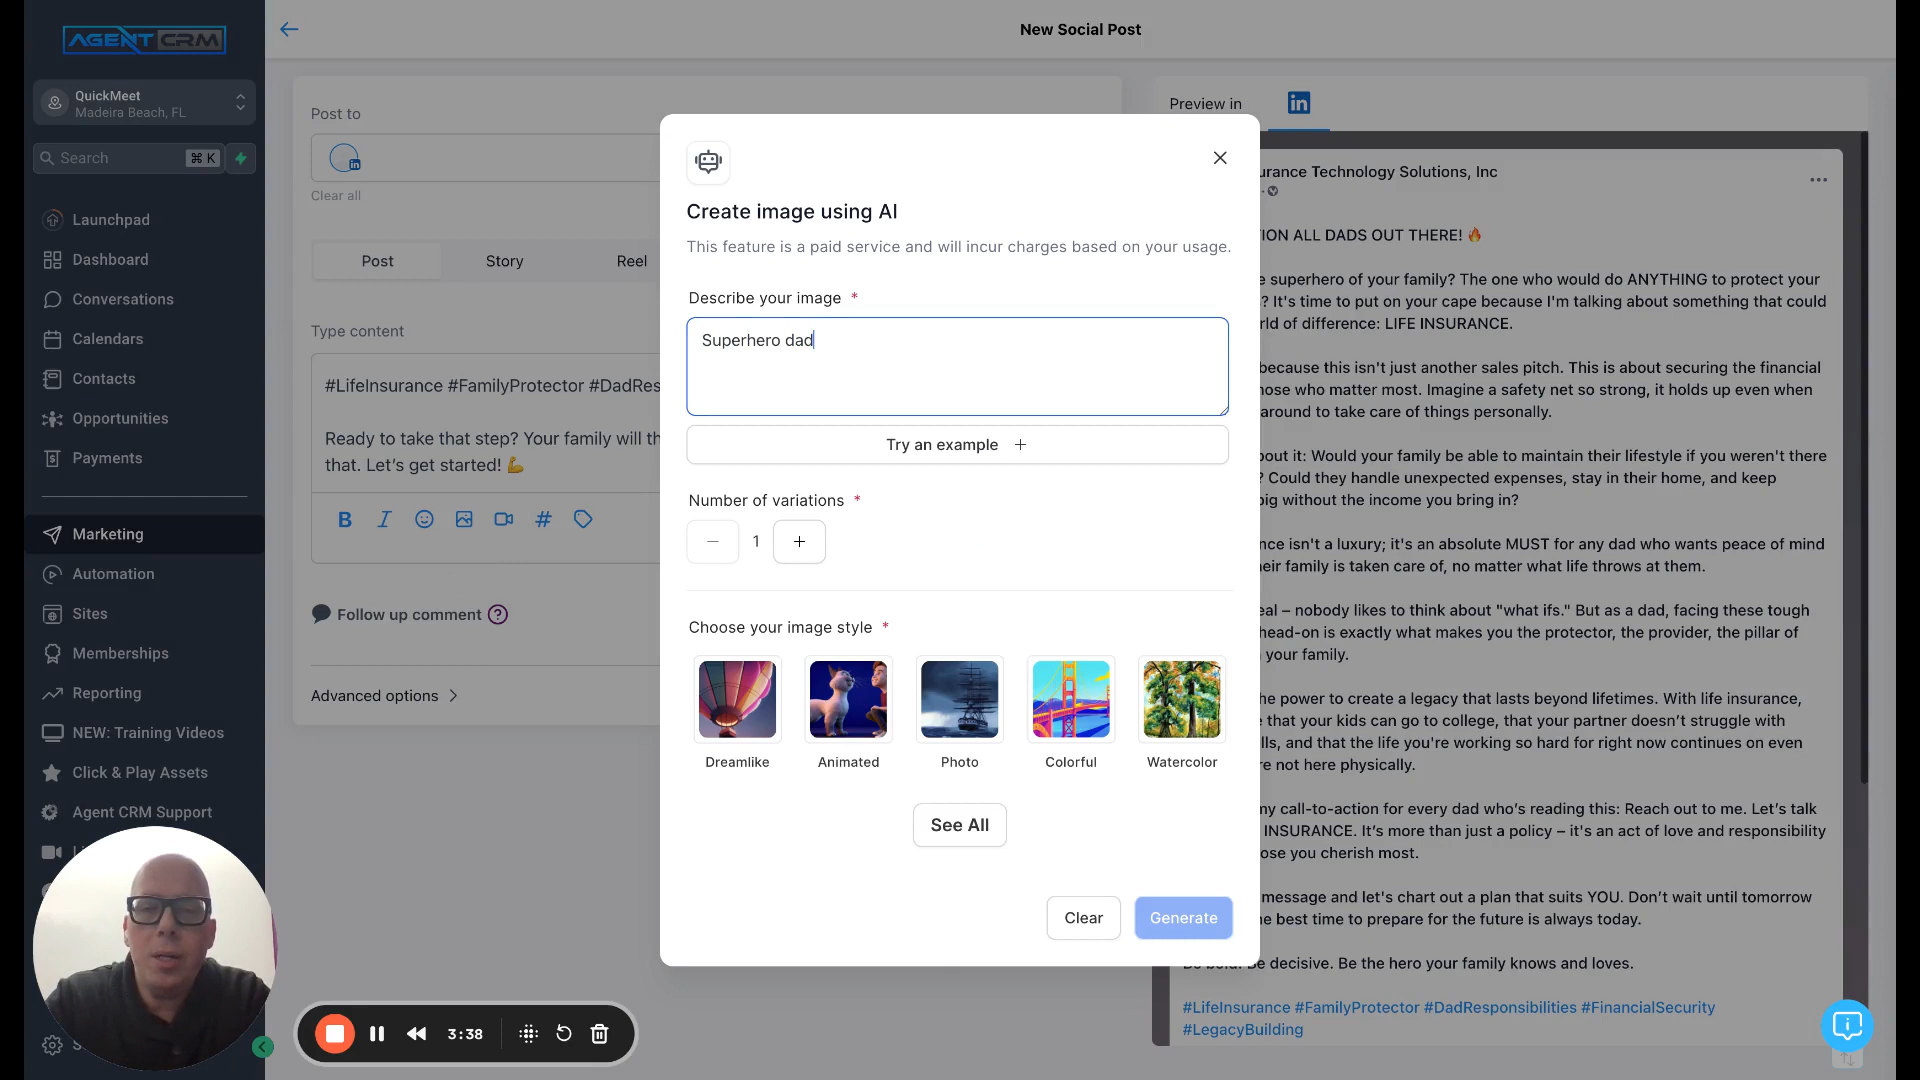 AGENT CRM
QuickMeet
Madeira Beach, FL
Search
⌘ K
Launchpad
Dashboard
Conversations
Calendars
Contacts
Opportunities
Payments
Marketing
Automation
Sites
Memberships
Reporting
NEW: Training Videos
Click & Play Assets
Agent CRM Support
New Social Post
Post to
Clear all
Post
Story
Reel
Type content
#LifeInsurance #FamilyProtector #DadRes
Ready to take that step? Your family will th
that. Let’s get started! 💪
Follow up comment
Advanced options
3:38
Create image using AI
This feature is a paid service and will incur charges based on your usage.
Describe your image *
Superhero dad
Try an example +
Number of variations *
1
Choose your image style *
Dreamlike
Animated
Photo
Colorful
Watercolor
See All
Clear
Generate
Preview in
in
urance Technology Solutions, Inc
ION ALL DADS OUT THERE! 🔥
e superhero of your family? The one who would do ANYTHING to protect your
? It's time to put on your cape because I'm talking about something that could
rld of difference: LIFE INSURANCE.
because this isn't just another sales pitch. This is about securing the financial
hose who matter most. Imagine a safety net so strong, it holds up even when
around to take care of things personally.
out it: Would your family be able to maintain their lifestyle if you weren't there
? Could they handle unexpected expenses, stay in their home, and keep
big without the income you bring in?
nce isn't a luxury; it's an absolute MUST for any dad who wants peace of mind
eir family is taken care of, no matter what life throws at them.
eal – nobody likes to think about "what ifs." But as a dad, facing these tough
head-on is exactly what makes you the protector, the provider, the pillar of
your family.
he power to create a legacy that lasts beyond lifetimes. With life insurance,
that your kids can go to college, that your partner doesn’t struggle with
lls, and that the life you're working so hard for right now continues on even
re not here physically.
my call-to-action for every dad who’s reading this: Reach out to me. Let’s talk
INSURANCE. It’s more than just a policy – it's an act of love and responsibility
ose you cherish most.
message and let's chart out a plan that suits YOU. Don’t wait until tomorrow
e best time to prepare for the future is always today.
Be decisive. Be the hero your family knows and loves.
#LifeInsurance #FamilyProtector #DadResponsibilities #FinancialSecurity
#LegacyBuilding